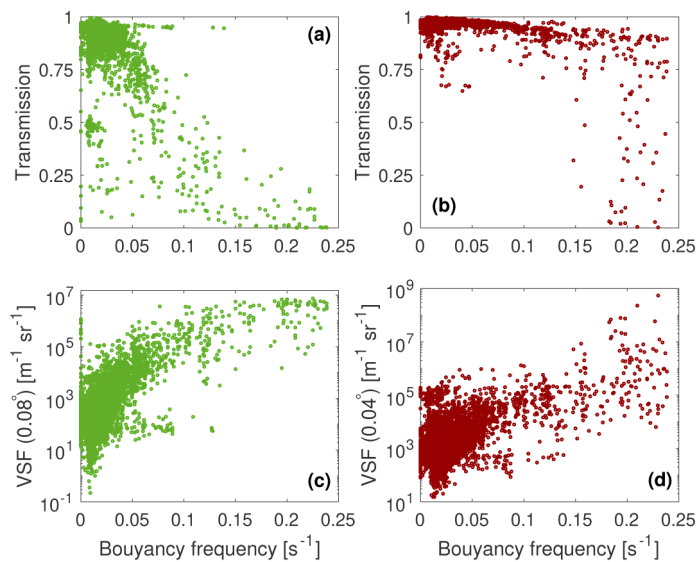 (a)
Transmission
1
0.75
0.5
0.25
0
0 0.05 0.1 0.15 0.2 0.25
(b)
Transmission
1
0.75
0.5
0.25
0
0 0.05 0.1 0.15 0.2 0.25
(c)
VSF (0.08°) [m-1 sr-1]
10^7
10^5
10^3
10^1
10^-1
0 0.05 0.1 0.15 0.2 0.25
Bouyancy frequency [s-1]
(d)
VSF (0.04°) [m-1 sr-1]
10^9
10^7
10^5
10^3
10^1
0 0.05 0.1 0.15 0.2 0.25
Bouyancy frequency [s-1]